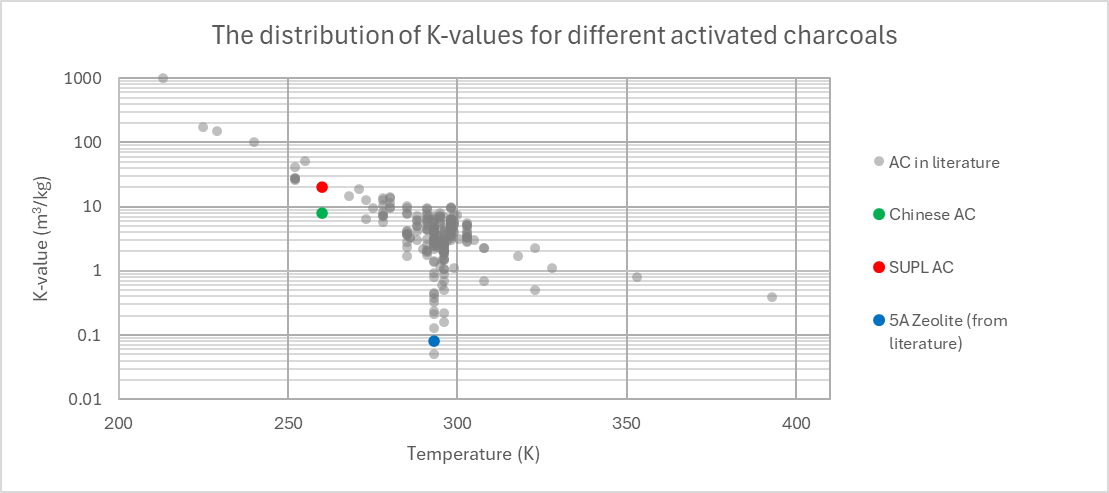 The distribution of K-values for different activated charcoals
1000
100
10
1
0.1
0.01
K-value (m³/kg)
200 250 300 350 400
Temperature (K)
AC in literature
Chinese AC
SUPL AC
5A Zeolite (from
literature)